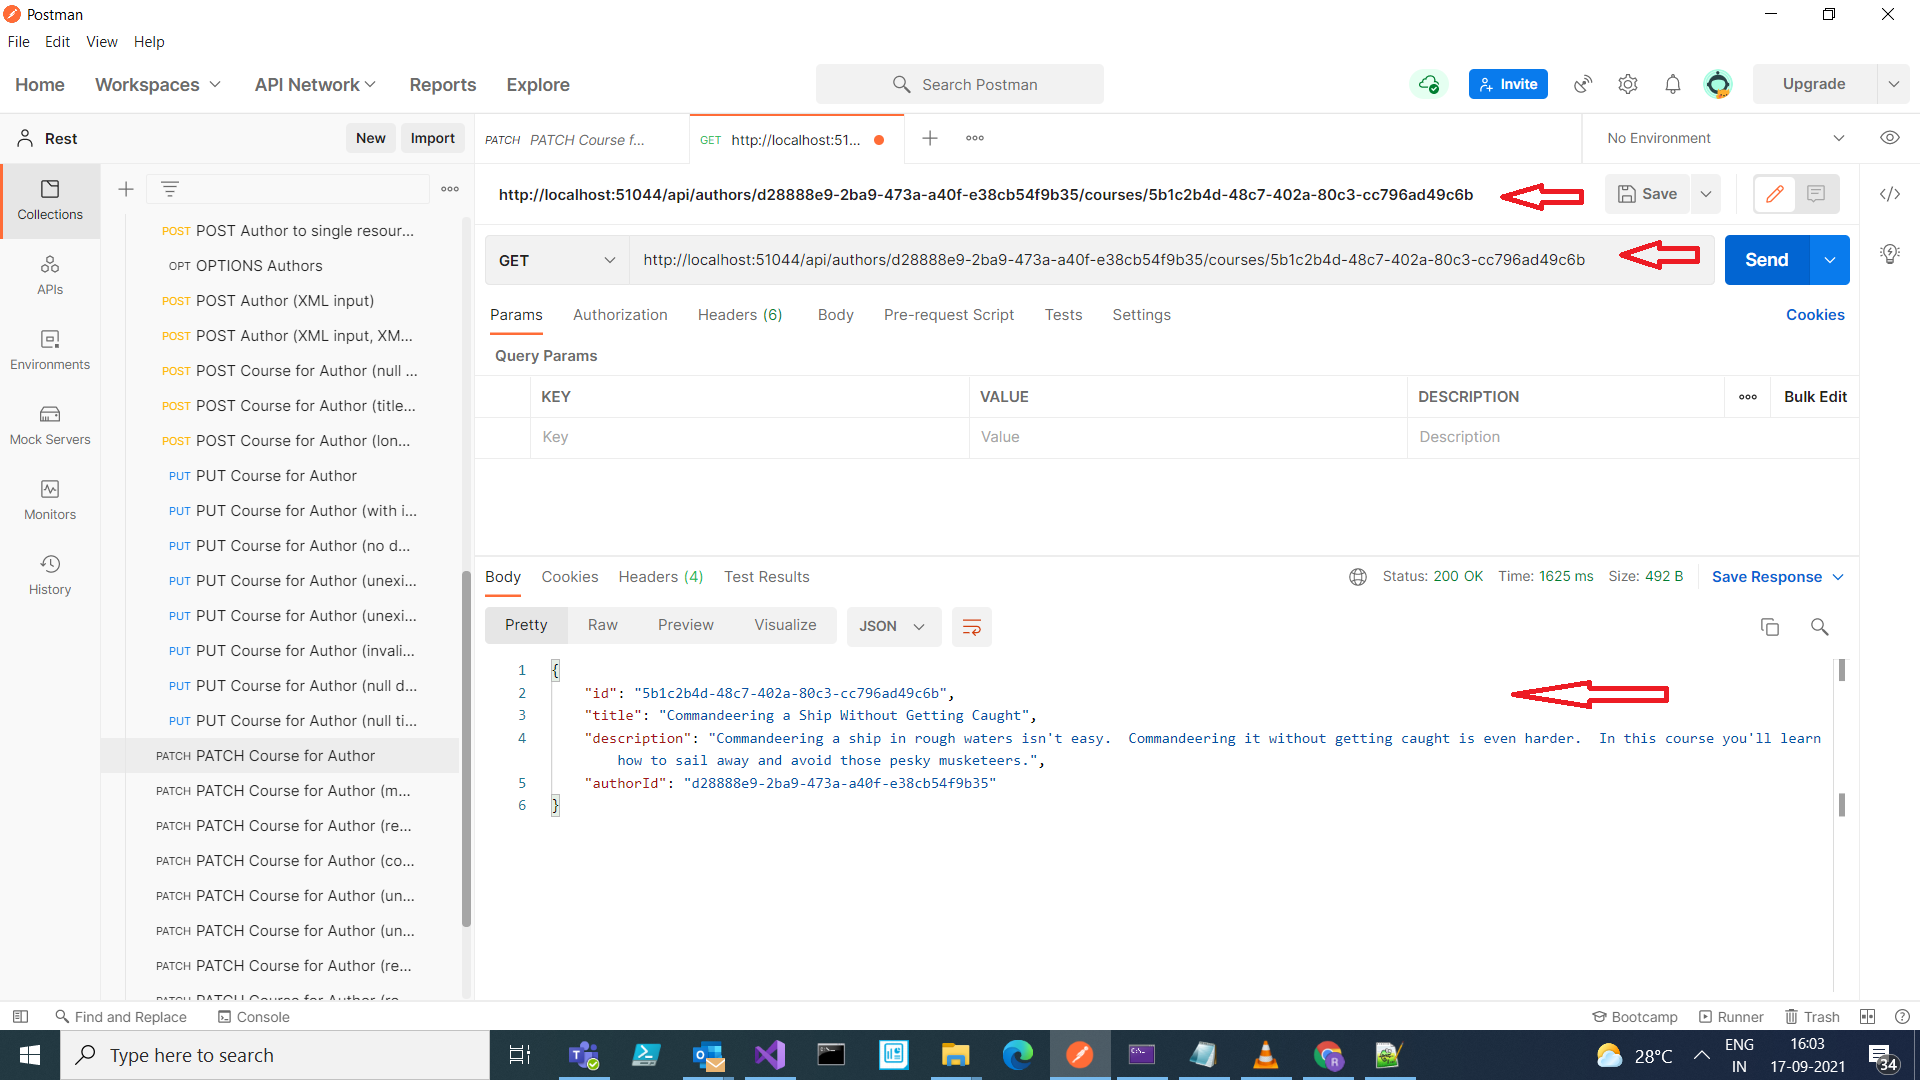 Postman
File Edit View Help
Home Workspaces API Network Reports Explore
Search Postman
Invite
Upgrade
Rest
New Import
PATCH PATCH Course f...
GET http://localhost:51...
No Environment
Collections
APIs
Environments
Mock Servers
Monitors
History
POST POST Author to single resour...
OPT OPTIONS Authors
POST POST Author (XML input)
POST POST Author (XML input, XM...
POST POST Course for Author (null ...
POST POST Course for Author (title...
POST POST Course for Author (lon...
PUT PUT Course for Author
PUT PUT Course for Author (with i...
PUT PUT Course for Author (no d...
PUT PUT Course for Author (unexi...
PUT PUT Course for Author (unexi...
PUT PUT Course for Author (invali...
PUT PUT Course for Author (null d...
PUT PUT Course for Author (null ti...
PATCH PATCH Course for Author
PATCH PATCH Course for Author (m...
PATCH PATCH Course for Author (re...
PATCH PATCH Course for Author (co...
PATCH PATCH Course for Author (un...
PATCH PATCH Course for Author (un...
PATCH PATCH Course for Author (re...
http://localhost:51044/api/authors/d28888e9-2ba9-473a-a40f-e38cb54f9b35/courses/5b1c2b4d-48c7-402a-80c3-cc796ad49c6b
Save
GET http://localhost:51044/api/authors/d28888e9-2ba9-473a-a40f-e38cb54f9b35/courses/5b1c2b4d-48c7-402a-80c3-cc796ad49c6b
Send
Params Authorization Headers (6) Body Pre-request Script Tests Settings Cookies
Query Params
KEY VALUE DESCRIPTION Bulk Edit
Key Value Description
Body Cookies Headers (4) Test Results
Status: 200 OK Time: 1625 ms Size: 492 B Save Response
Pretty Raw Preview Visualize JSON
1 {
2 "id": "5b1c2b4d-48c7-402a-80c3-cc796ad49c6b",
3 "title": "Commandeering a Ship Without Getting Caught",
4 "description": "Commandeering a ship in rough waters isn't easy.  Commandeering it without getting caught is even harder.  In this course you'll learn
how to sail away and avoid those pesky musketeers.",
5 "authorId": "d28888e9-2ba9-473a-a40f-e38cb54f9b35"
6 }
Find and Replace Console
Bootcamp Runner Trash
Type here to search
28°C
ENG
IN
16:03
17-09-2021
34